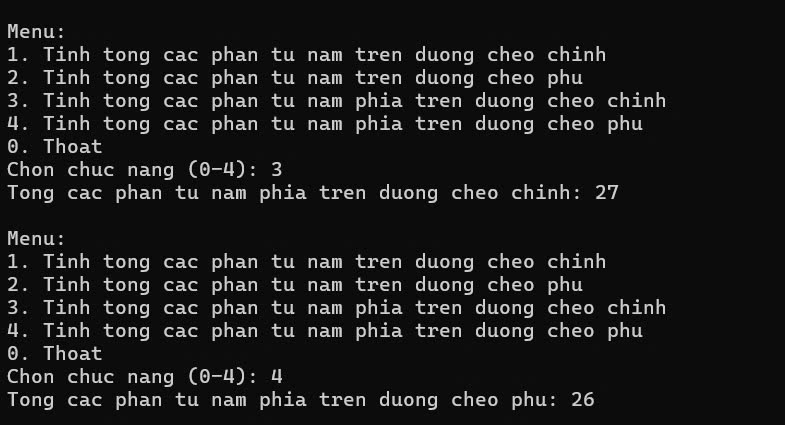 Menu:
1. Tinh tong cac phan tu nam tren duong cheo chinh
2. Tinh tong cac phan tu nam tren duong cheo phu
3. Tinh tong cac phan tu nam phia tren duong cheo chinh
4. Tinh tong cac phan tu nam phia tren duong cheo phu
0. Thoat
Chon chuc nang (0-4): 3
Tong cac phan tu nam phia tren duong cheo chinh: 27
Menu:
1. Tinh tong cac phan tu nam tren duong cheo chinh
2. Tinh tong cac phan tu nam tren duong cheo phu
3. Tinh tong cac phan tu nam phia tren duong cheo chinh
4. Tinh tong cac phan tu nam phia tren duong cheo phu
0. Thoat
Chon chuc nang (0-4): 4
Tong cac phan tu nam phia tren duong cheo phu: 26